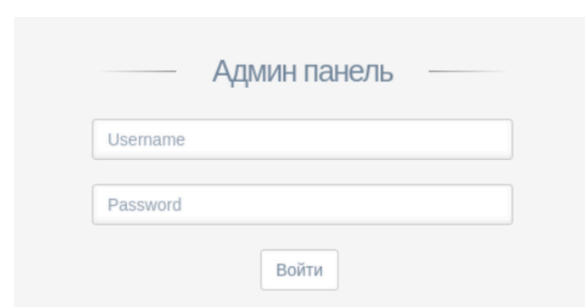 Админ панель
Username
Password
Войти